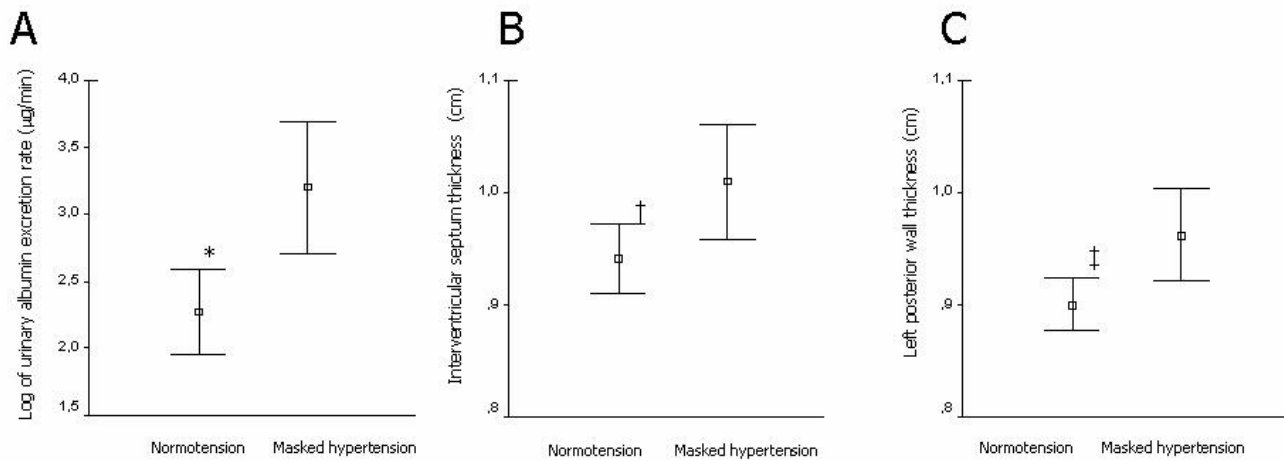 A
Log of urinary albumin excretion rate (µg/min)
4,0
3,5
3,0
2,5
2,0
1,5
*
Normotension
Masked hypertension
B
Interventricular septum thickness (cm)
1,1
1,0
,9
,8
†
Normotension
Masked hypertension
C
Left posterior wall thickness (cm)
1,1
1,0
,9
,8
‡
Normotension
Masked hypertension